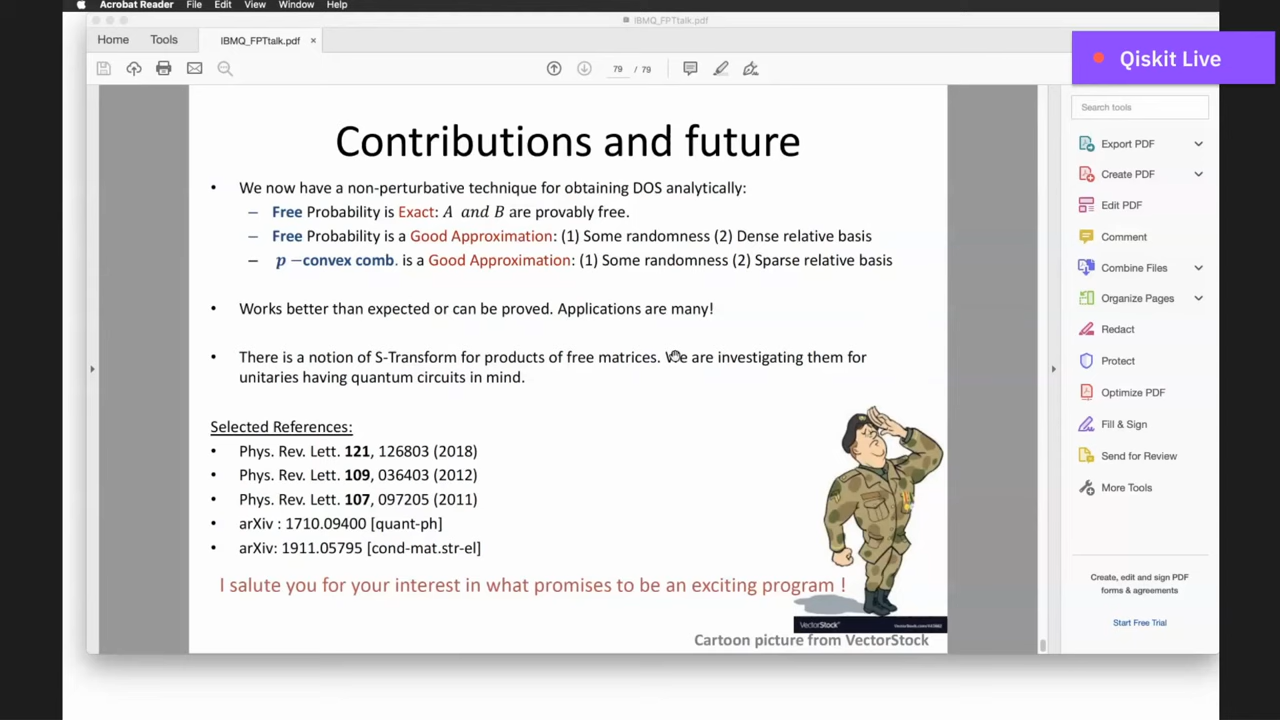 Acrobat Reader File Edit View Window Help
IBMQ_FPTtalk.pdf
Home Tools IBMQ_FPTtalk.pdf ×
79 / 79
Qiskit Live
Search tools
Export PDF
Create PDF
Edit PDF
Comment
Combine Files
Organize Pages
Redact
Protect
Optimize PDF
Fill & Sign
Send for Review
More Tools
Create, edit and sign PDF
forms & agreements
Start Free Trial
Contributions and future
• We now have a non-perturbative technique for obtaining DOS analytically:
– Free Probability is Exact: A and B are provably free.
– Free Probability is a Good Approximation: (1) Some randomness (2) Dense relative basis
– p −convex comb. is a Good Approximation: (1) Some randomness (2) Sparse relative basis
• Works better than expected or can be proved. Applications are many!
• There is a notion of S-Transform for products of free matrices. We are investigating them for
unitaries having quantum circuits in mind.
Selected References:
• Phys. Rev. Lett. 121, 126803 (2018)
• Phys. Rev. Lett. 109, 036403 (2012)
• Phys. Rev. Lett. 107, 097205 (2011)
• arXiv : 1710.09400 [quant-ph]
• arXiv: 1911.05795 [cond-mat.str-el]
I salute you for your interest in what promises to be an exciting program !
VectorStock
Cartoon picture from VectorStock